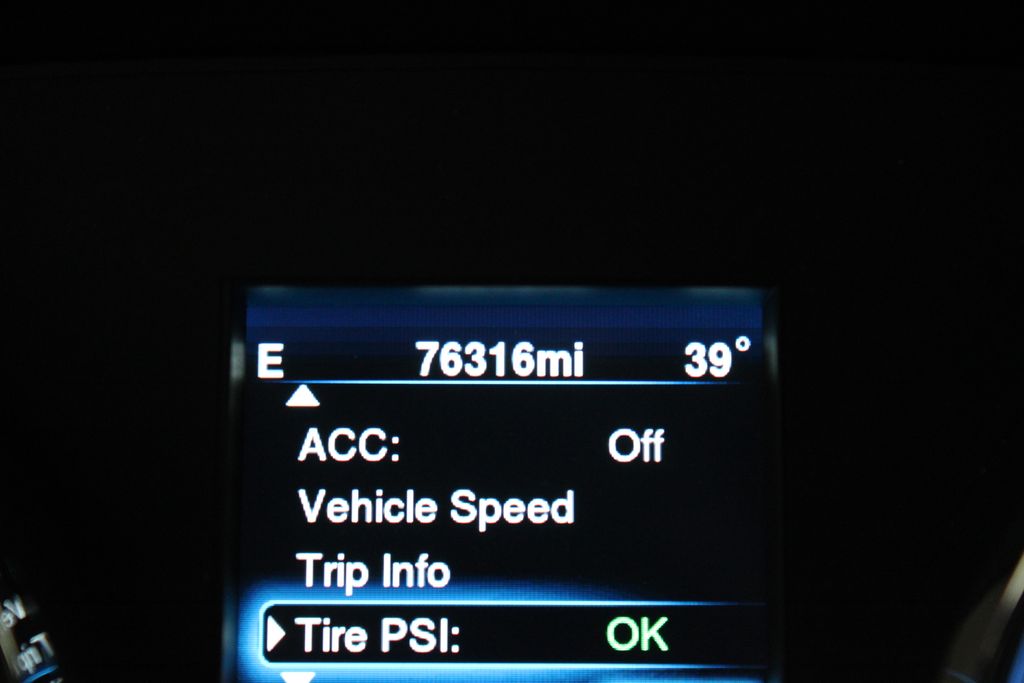 E 76316mi 39°
ACC: Off
Vehicle Speed
Trip Info
Tire PSI: OK